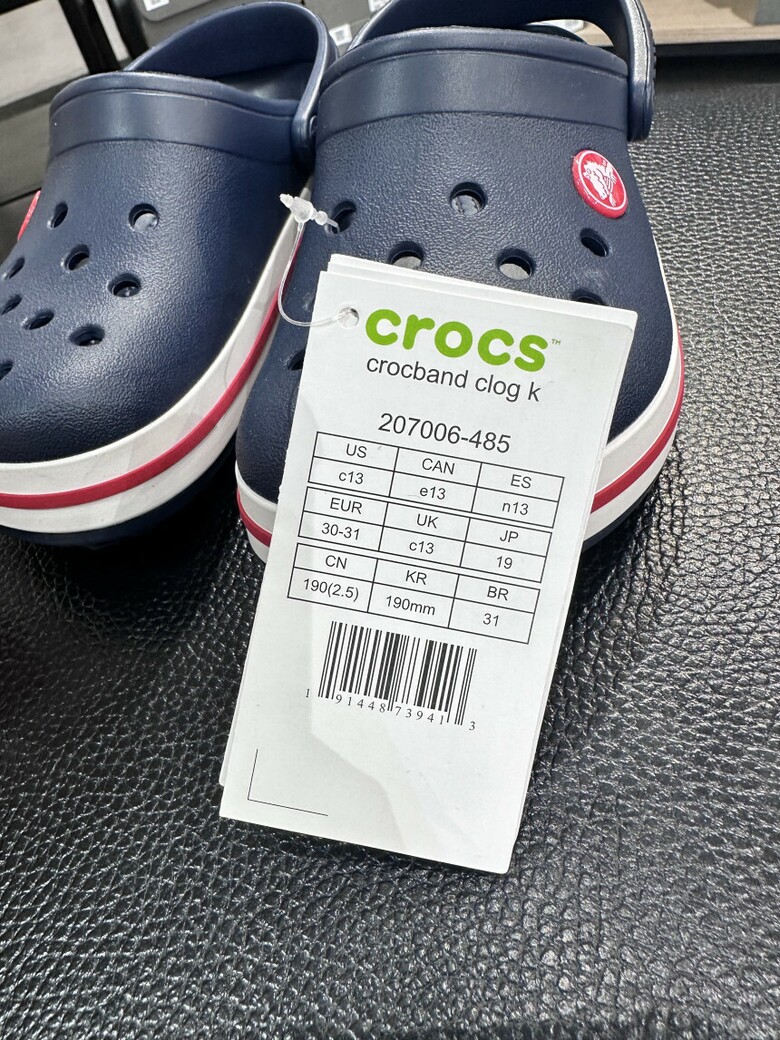 crocs™
crocband clog k
207006-485
US CAN ES
c13 e13 n13
EUR UK JP
30-31 c13 19
CN KR BR
190(2.5) 190mm 31
1 91448 73941 3